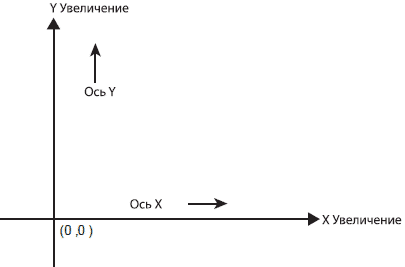 Y Увеличение
Ось Y
Ось X
X Увеличение
(0 ,0 )